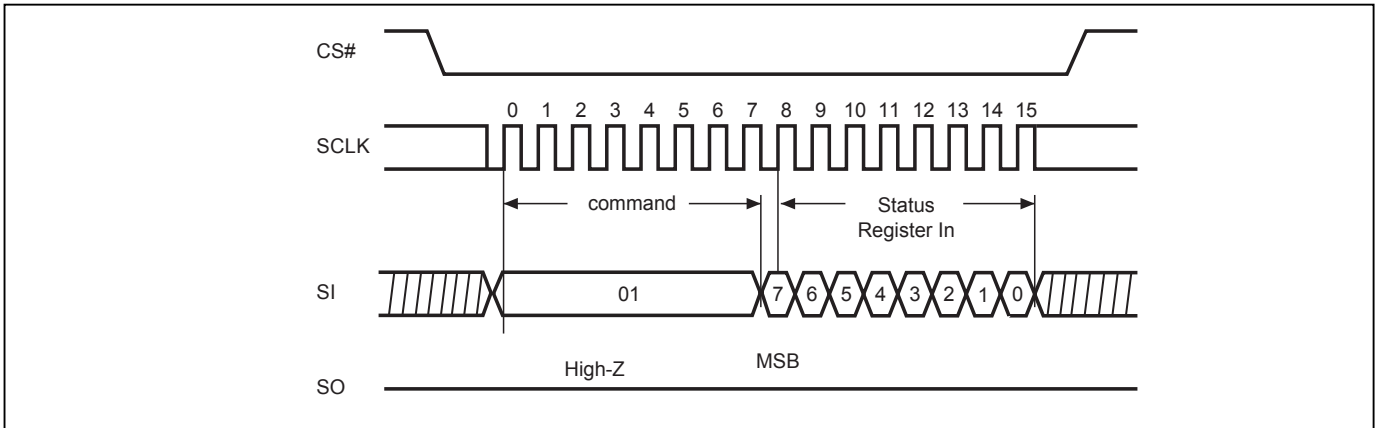 CS#
0 1 2 3 4 5 6 7 8 9 10 11 12 13 14 15
SCLK
command
Status
Register In
SI
01
7 6 5 4 3 2 1 0
High-Z
MSB
SO